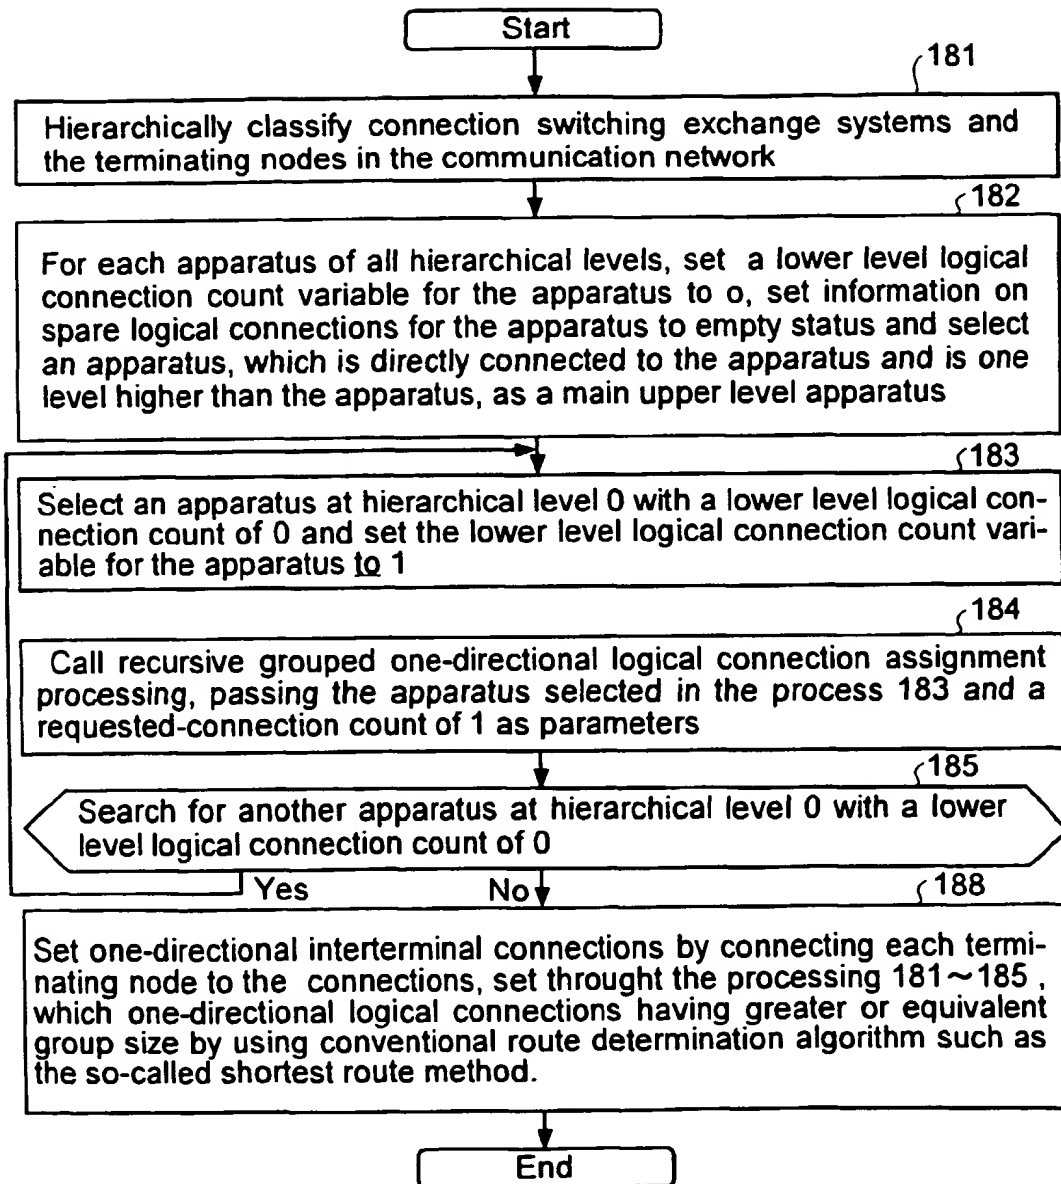 Start
181
Hierarchically classify connection switching exchange systems and
the terminating nodes in the communication network
182
For each apparatus of all hierarchical levels, set a lower level logical
connection count variable for the apparatus to o, set information on
spare logical connections for the apparatus to empty status and select
an apparatus, which is directly connected to the apparatus and is one
level higher than the apparatus, as a main upper level apparatus
183
Select an apparatus at hierarchical level 0 with a lower level logical con-
nection count of 0 and set the lower level logical connection count vari-
able for the apparatus to 1
184
Call recursive grouped one-directional logical connection assignment
processing, passing the apparatus selected in the process 183 and a
requested-connection count of 1 as parameters
185
Search for another apparatus at hierarchical level 0 with a lower
level logical connection count of 0
Yes No
188
Set one-directional interterminal connections by connecting each termi-
nating node to the connections, set throught the processing 181~185 ,
which one-directional logical connections having greater or equivalent
group size by using conventional route determination algorithm such as
the so-called shortest route method.
End